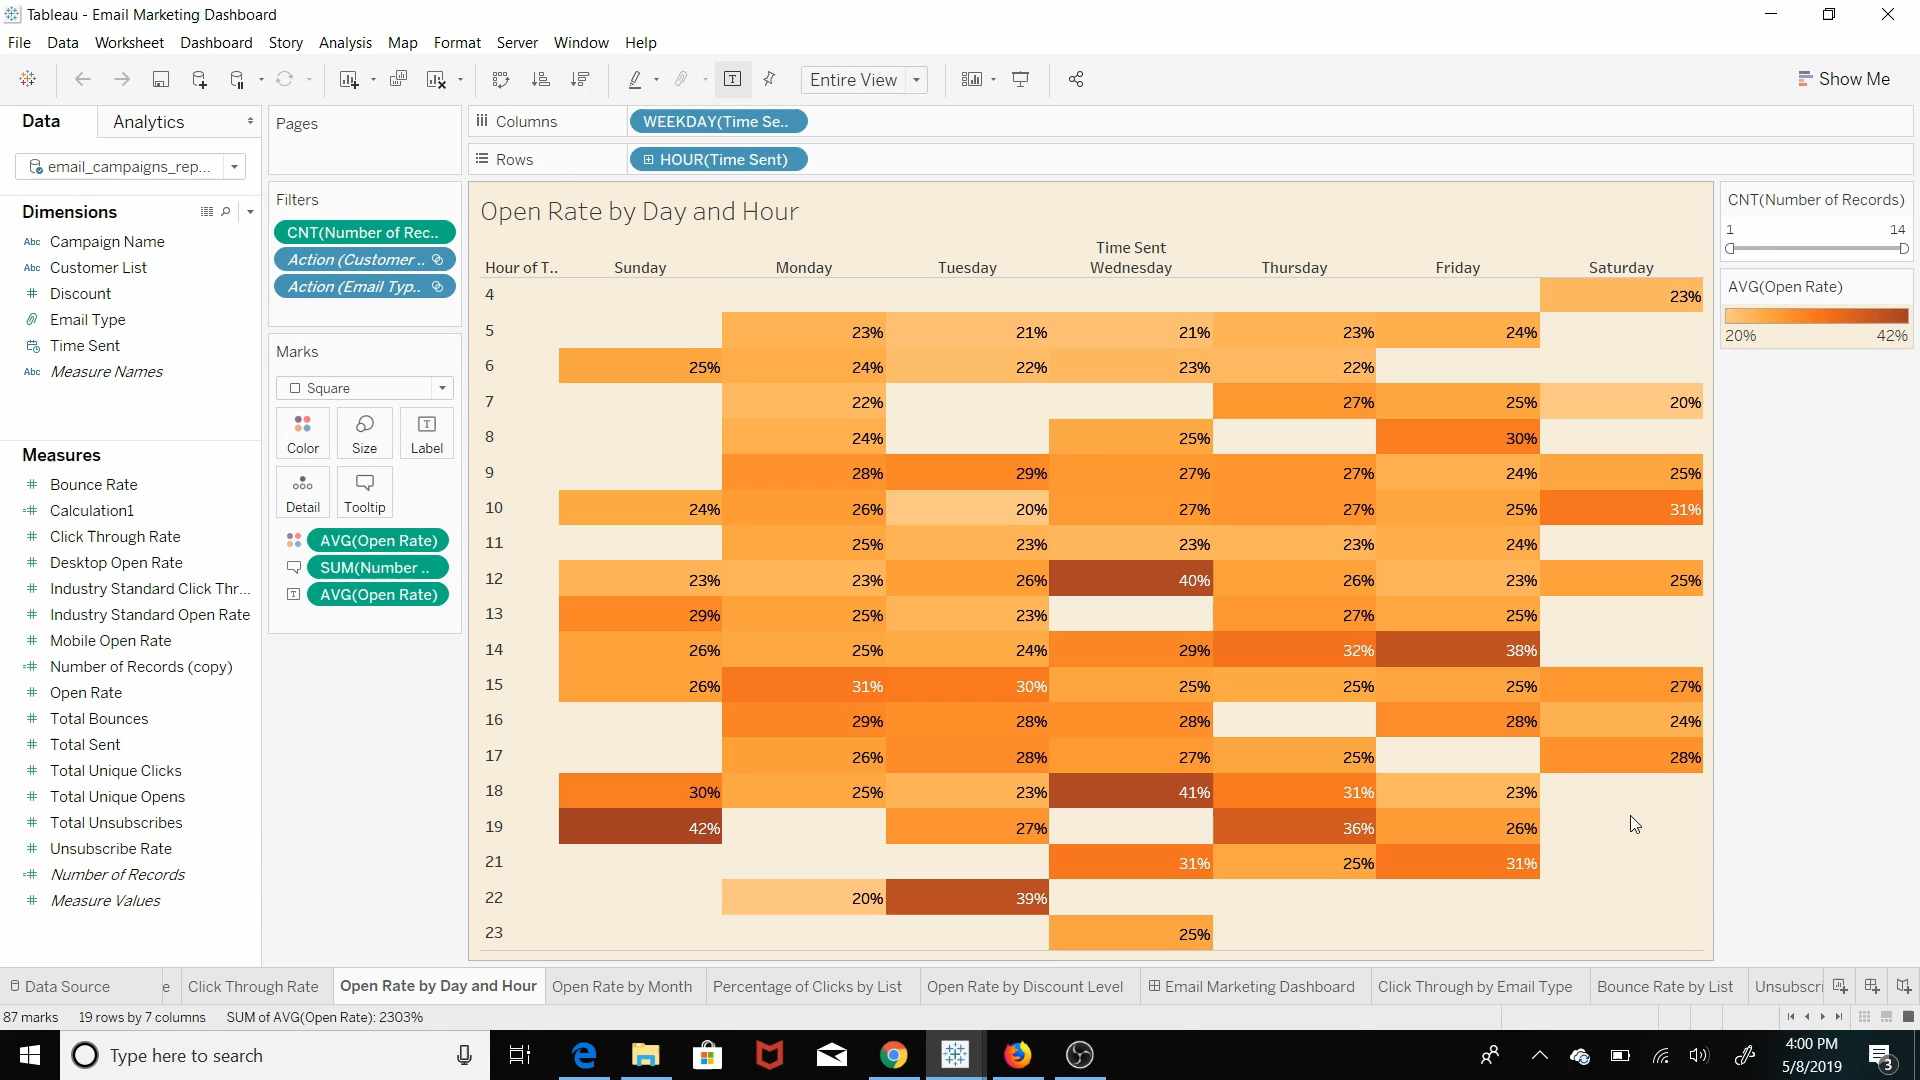 Tableau - Email Marketing Dashboard
File Data Worksheet Dashboard Story Analysis Map Format Server Window Help
Entire View
Show Me
Data Analytics
email_campaigns_rep...
Dimensions
Abc Campaign Name
Abc Customer List
# Discount
Email Type
Time Sent
Abc Measure Names
Measures
# Bounce Rate
=# Calculation1
# Click Through Rate
# Desktop Open Rate
# Industry Standard Click Thr...
# Industry Standard Open Rate
# Mobile Open Rate
=# Number of Records (copy)
# Open Rate
# Total Bounces
# Total Sent
# Total Unique Clicks
# Total Unique Opens
# Total Unsubscribes
# Unsubscribe Rate
=# Number of Records
# Measure Values
Pages
Filters
CNT(Number of Rec..
Action (Customer ..
Action (Email Typ..
Marks
Square
Color Size Label
Detail Tooltip
AVG(Open Rate)
SUM(Number ..
AVG(Open Rate)
Columns WEEKDAY(Time Se..
Rows HOUR(Time Sent)
Open Rate by Day and Hour
Time Sent
Hour of T.. Sunday Monday Tuesday Wednesday Thursday Friday Saturday
4 23%
5 23% 21% 21% 23% 24%
6 25% 24% 22% 23% 22%
7 22% 27% 25% 20%
8 24% 25% 30%
9 28% 29% 27% 27% 24% 25%
10 24% 26% 20% 27% 27% 25% 31%
11 25% 23% 23% 23% 24%
12 23% 23% 26% 40% 26% 23% 25%
13 29% 25% 23% 27% 25%
14 26% 25% 24% 29% 32% 38%
15 26% 31% 30% 25% 25% 25% 27%
16 29% 28% 28% 28% 24%
17 26% 28% 27% 25% 28%
18 30% 25% 23% 41% 31% 23%
19 42% 27% 36% 26%
21 31% 25% 31%
22 20% 39%
23 25%
CNT(Number of Records)
1 14
AVG(Open Rate)
20% 42%
Data Source e Click Through Rate Open Rate by Day and Hour Open Rate by Month Percentage of Clicks by List Open Rate by Discount Level Email Marketing Dashboard Click Through by Email Type Bounce Rate by List Unsubscri
87 marks 19 rows by 7 columns SUM of AVG(Open Rate): 2303%
Type here to search
4:00 PM
5/8/2019
3